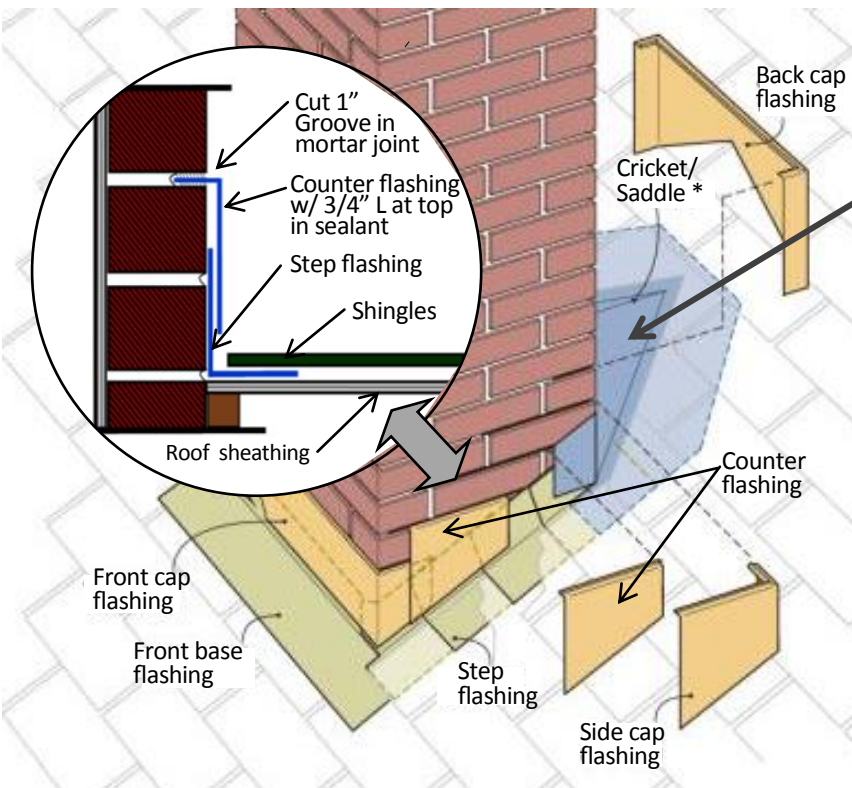 Cut 1”
Groove in
mortar joint
Counter flashing
w/ 3/4” L at top
in sealant
Step flashing
Shingles
Roof sheathing
Back cap
flashing
Cricket/
Saddle *
Counter
flashing
Front cap
flashing
Front base
flashing
Step
flashing
Side cap
flashing